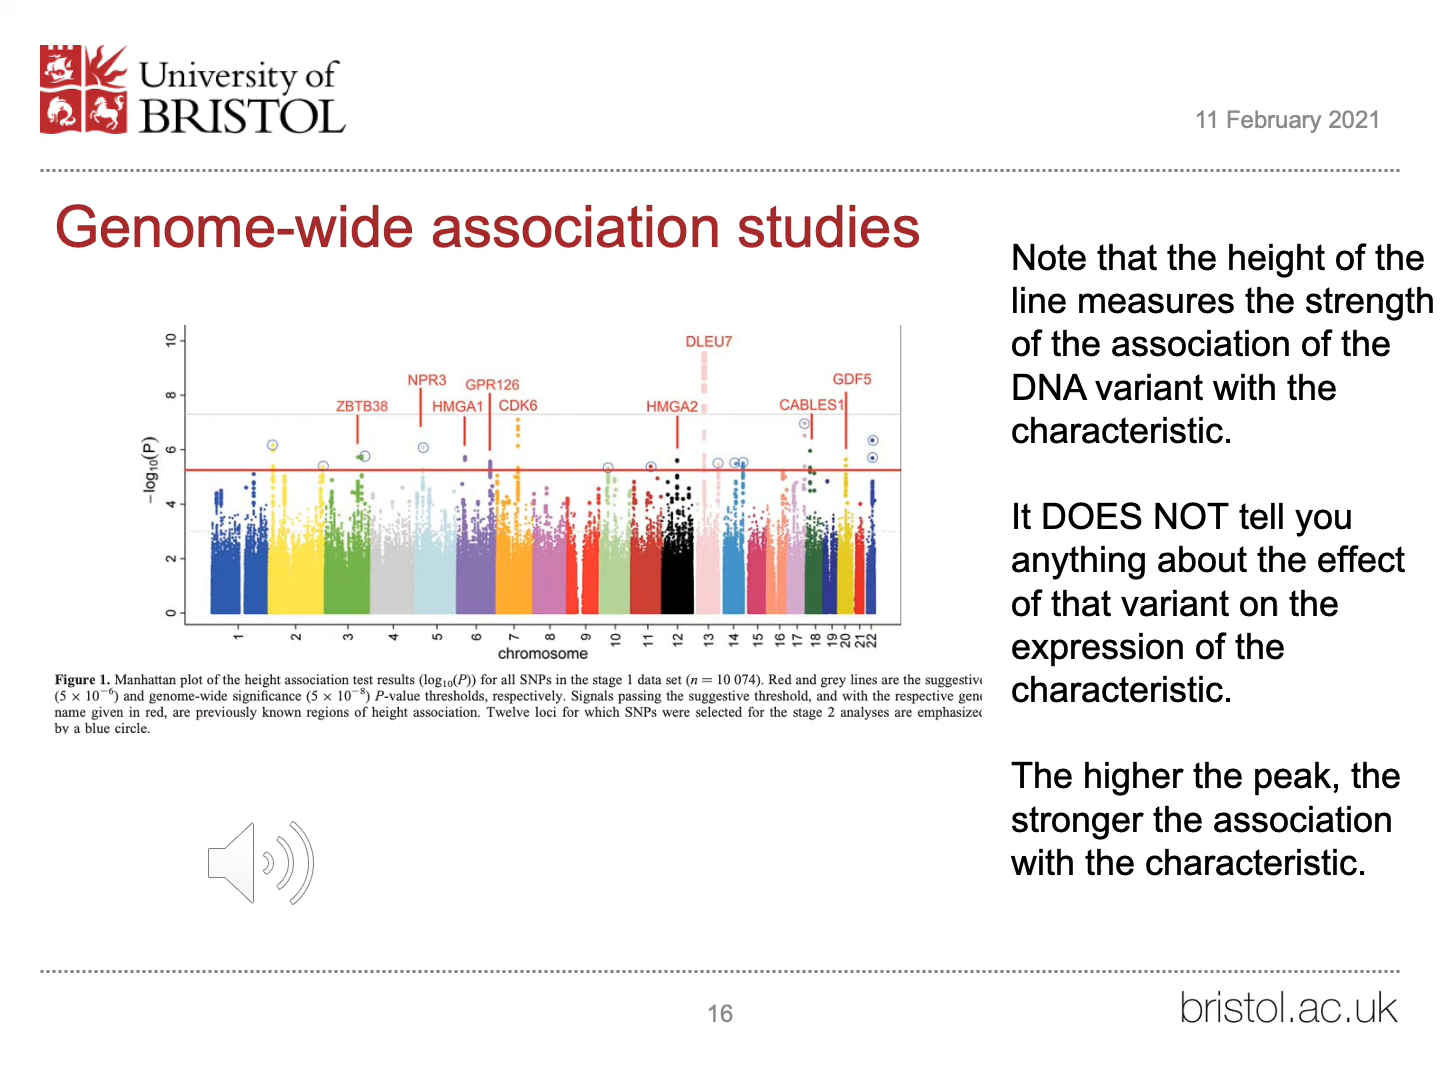 University of
BRISTOL
11 February 2021
Genome-wide association studies
Note that the height of the
line measures the strength
of the association of the
DNA variant with the
characteristic.
It DOES NOT tell you
anything about the effect
of that variant on the
expression of the
characteristic.
The higher the peak, the
stronger the association
with the characteristic.
10
8
6
4
2
0
−log10(P)
ZBTB38
NPR3
HMGA1
GPR126
CDK6
HMGA2
DLEU7
CABLES1
GDF5
1 2 3 4 5 6 7 8 9 10 11 12 13 14 15 16 17 18 19 20 21 22
chromosome
Figure 1. Manhattan plot of the height association test results (log10(P)) for all SNPs in the stage 1 data set (n = 10 074). Red and grey lines are the suggestive
(5 × 10−6) and genome-wide significance (5 × 10−8) P-value thresholds, respectively. Signals passing the suggestive threshold, and with the respective gene
name given in red, are previously known regions of height association. Twelve loci for which SNPs were selected for the stage 2 analyses are emphasized
by a blue circle.
16
bristol.ac.uk